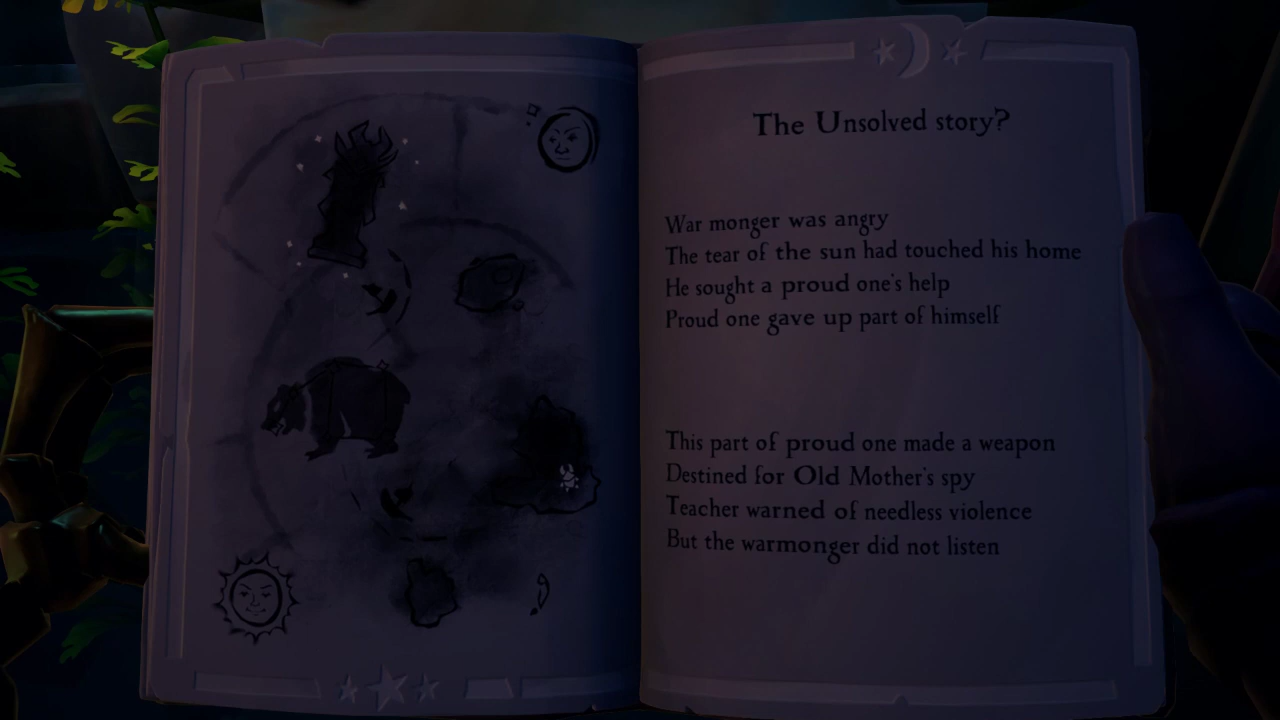 The Unsolved story?
War monger was angry
The tear of the sun had touched his home
He sought a proud one's help
Proud one gave up part of himself
This part of proud one made a weapon
Destined for Old Mother's spy
Teacher warned of needless violence
But the warmonger did not listen